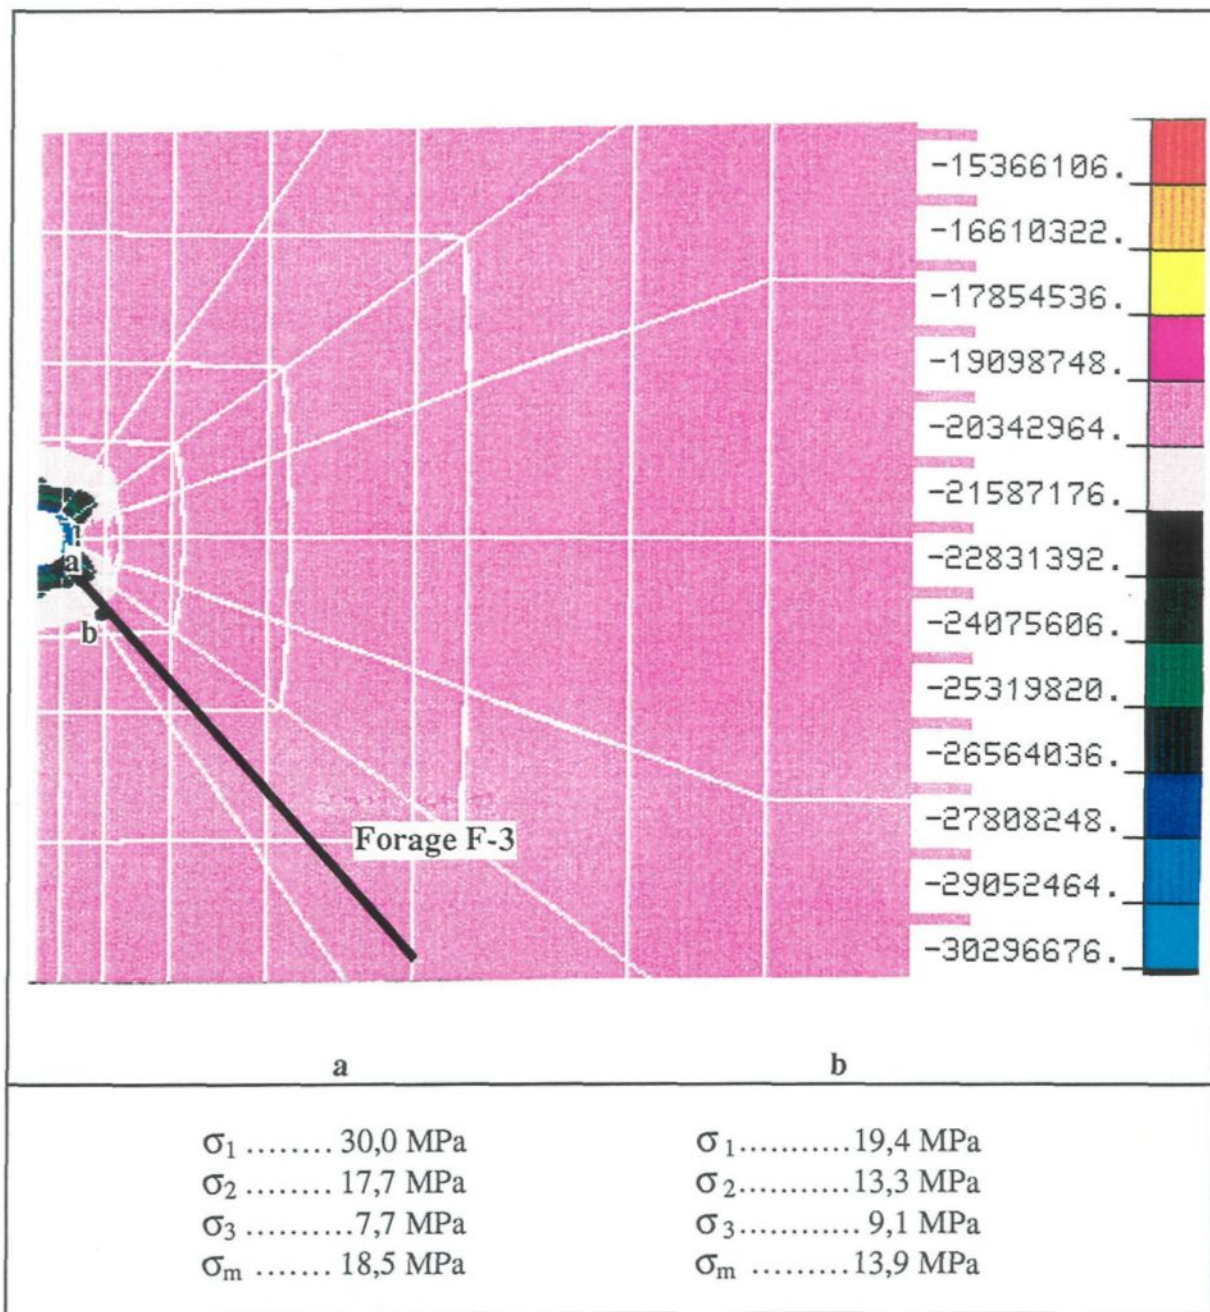 -15366106.
-16610322.
-17854536.
-19098748.
-20342964.
-21587176.
-22831392.
-24075606.
-25319820.
-26564036.
-27808248.
-29052464.
-30296676.
a
b
Forage F-3
a b
σ1 ........ 30,0 MPa σ1...........19,4 MPa
σ2 ........ 17,7 MPa σ2...........13,3 MPa
σ3 ..........7,7 MPa σ3........... 9,1 MPa
σm ....... 18,5 MPa σm .........13,9 MPa